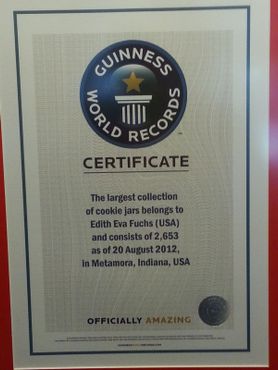 GUINNESS
WORLD RECORDS
TM
CERTIFICATE
The largest collection
of cookie jars belongs to
Edith Eva Fuchs (USA)
and consists of 2,653
as of 20 August 2012,
in Metamora, Indiana, USA
OFFICIALLY AMAZING